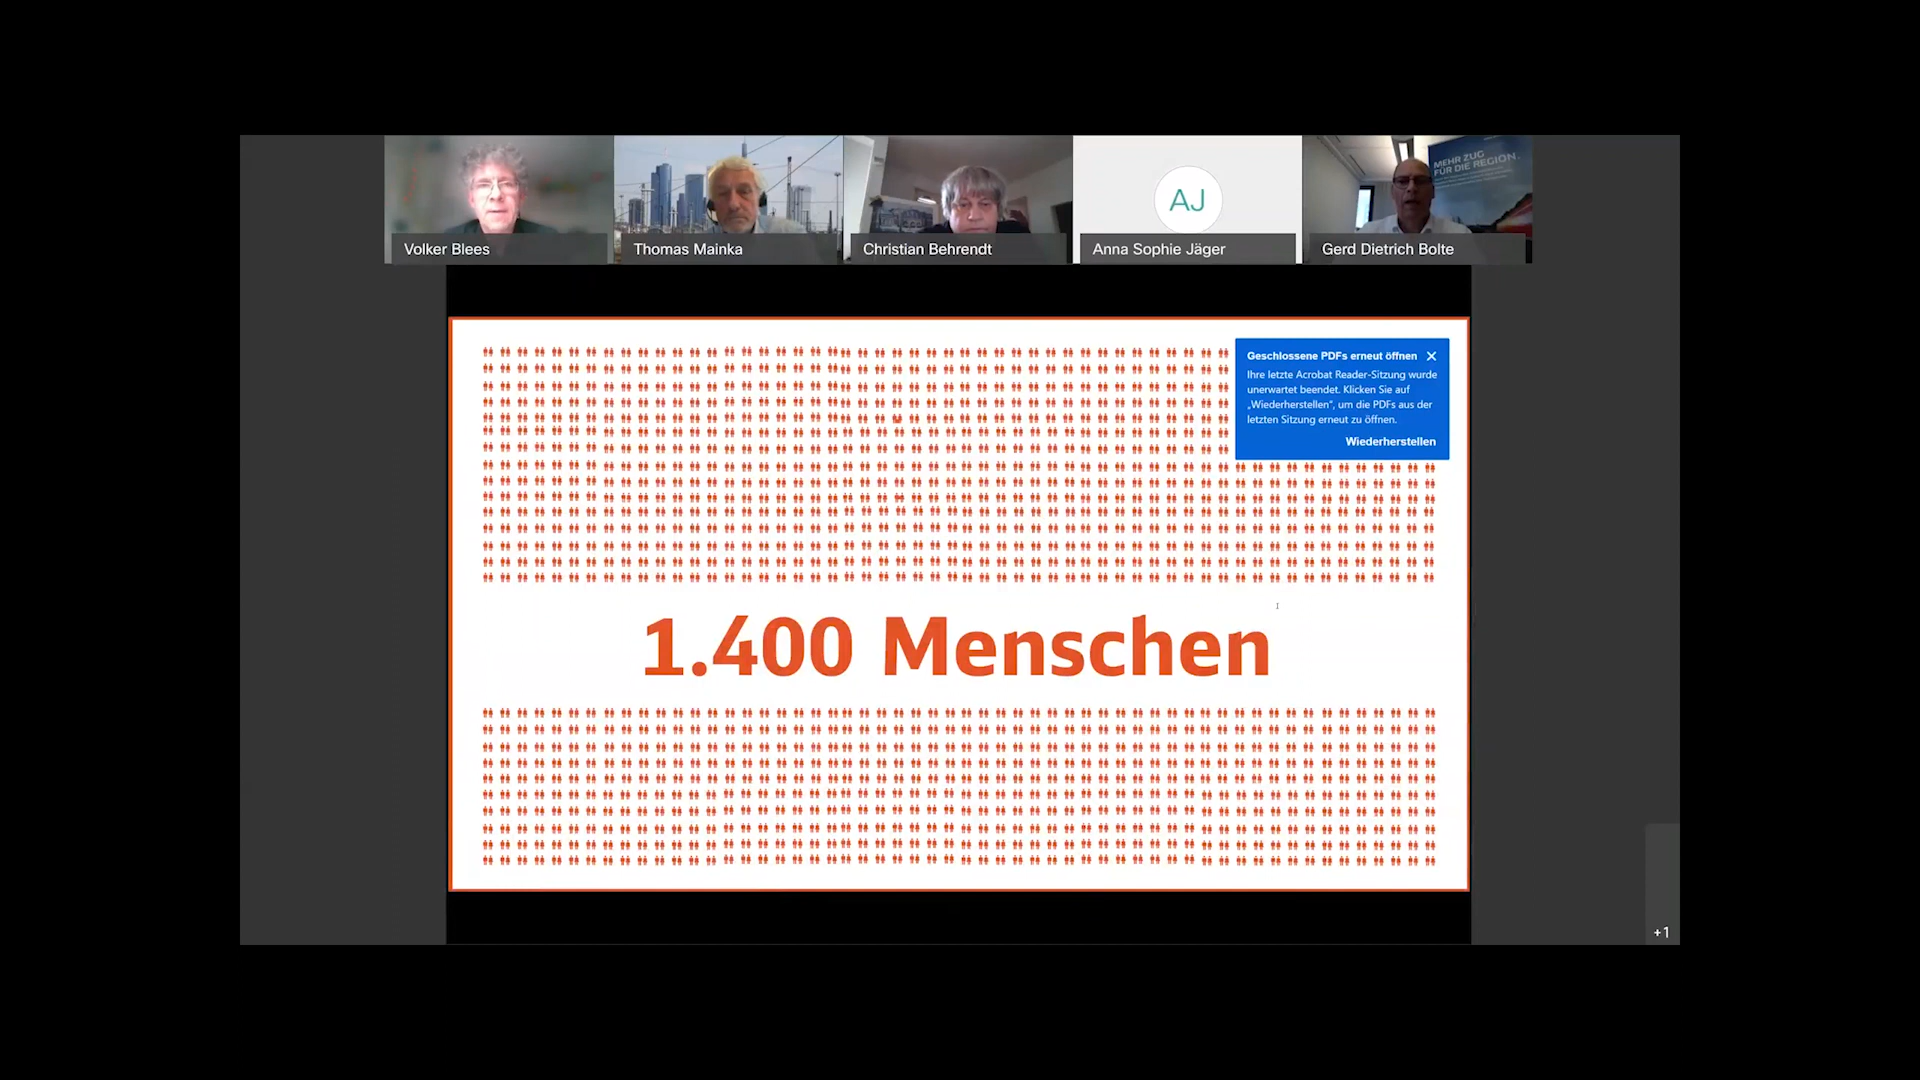 MEHR ZUG
FÜR DIE REGION.
AJ
Volker Blees
Thomas Mainka
Christian Behrendt
Anna Sophie Jäger
Gerd Dietrich Bolte
Geschlossene PDFs erneut öffnen
Ihre letzte Acrobat Reader-Sitzung wurde
unerwartet beendet. Klicken Sie auf
„Wiederherstellen“, um die PDFs aus der
letzten Sitzung erneut zu öffnen.
Wiederherstellen
1.400 Menschen
+1